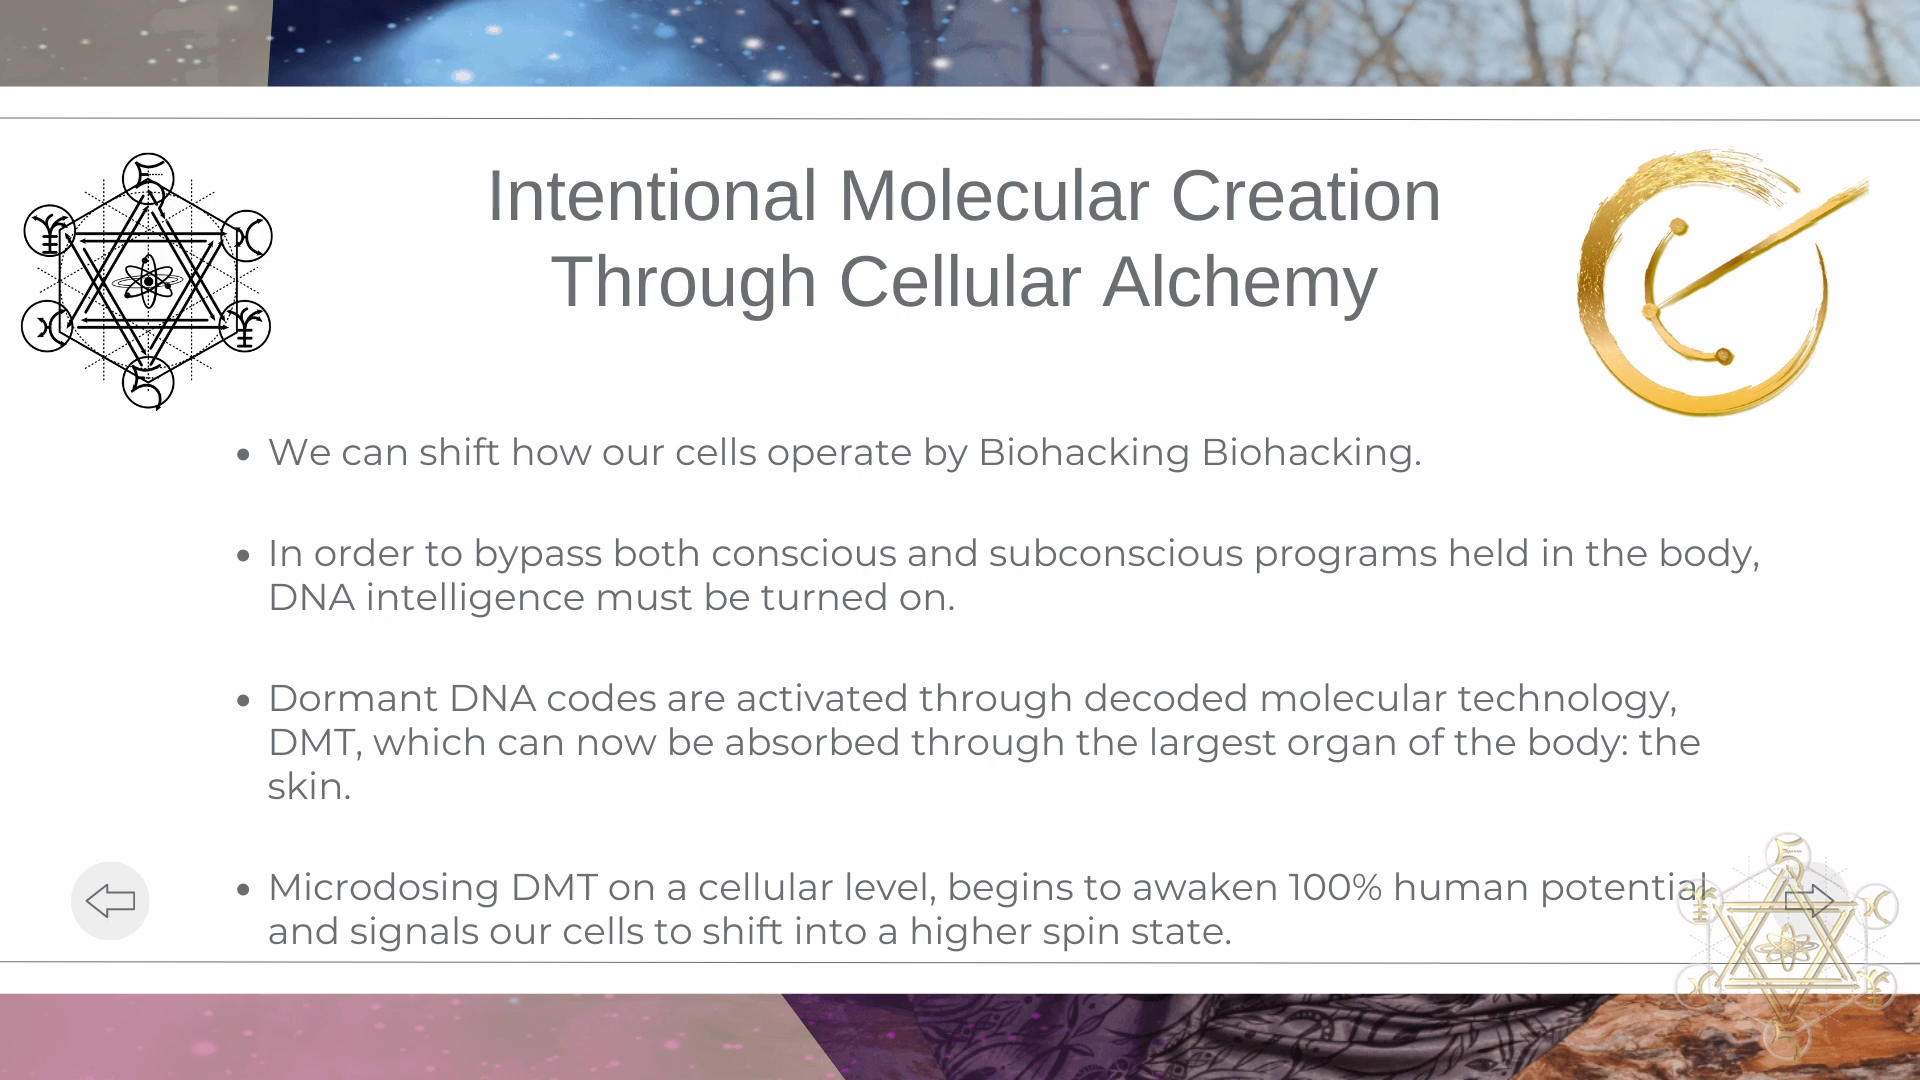 Intentional Molecular Creation
Through Cellular Alchemy
• We can shift how our cells operate by Biohacking Biohacking.
• In order to bypass both conscious and subconscious programs held in the body,
DNA intelligence must be turned on.
• Dormant DNA codes are activated through decoded molecular technology,
DMT, which can now be absorbed through the largest organ of the body: the
skin.
• Microdosing DMT on a cellular level, begins to awaken 100% human potential
and signals our cells to shift into a higher spin state.